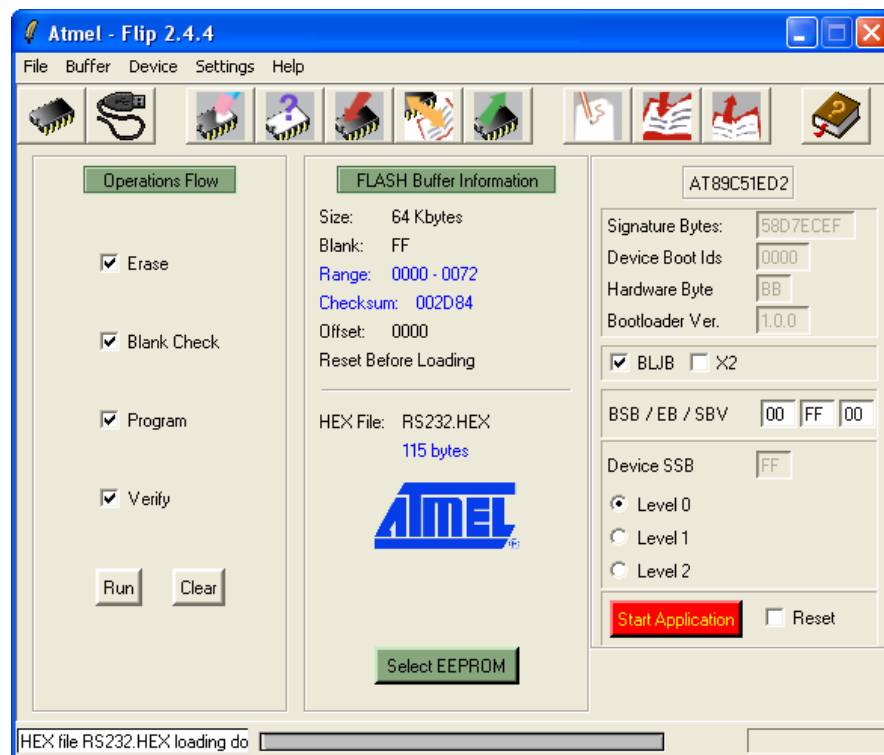 Atmel - Flip 2.4.4
File Buffer Device Settings Help
Operations Flow
Erase
Blank Check
Program
Verify
Run Clear
FLASH Buffer Information
Size: 64 Kbytes
Blank: FF
Range: 0000 - 0072
Checksum: 002D84
Offset: 0000
Reset Before Loading
HEX File: RS232.HEX
115 bytes
ATMEL ®
Select EEPROM
AT89C51ED2
Signature Bytes: 58D7ECEF
Device Boot Ids 0000
Hardware Byte BB
Bootloader Ver. 1.0.0
BLJB X2
BSB / EB / SBV 00 FF 00
Device SSB FF
Level 0
Level 1
Level 2
Start Application Reset
HEX file RS232.HEX loading do